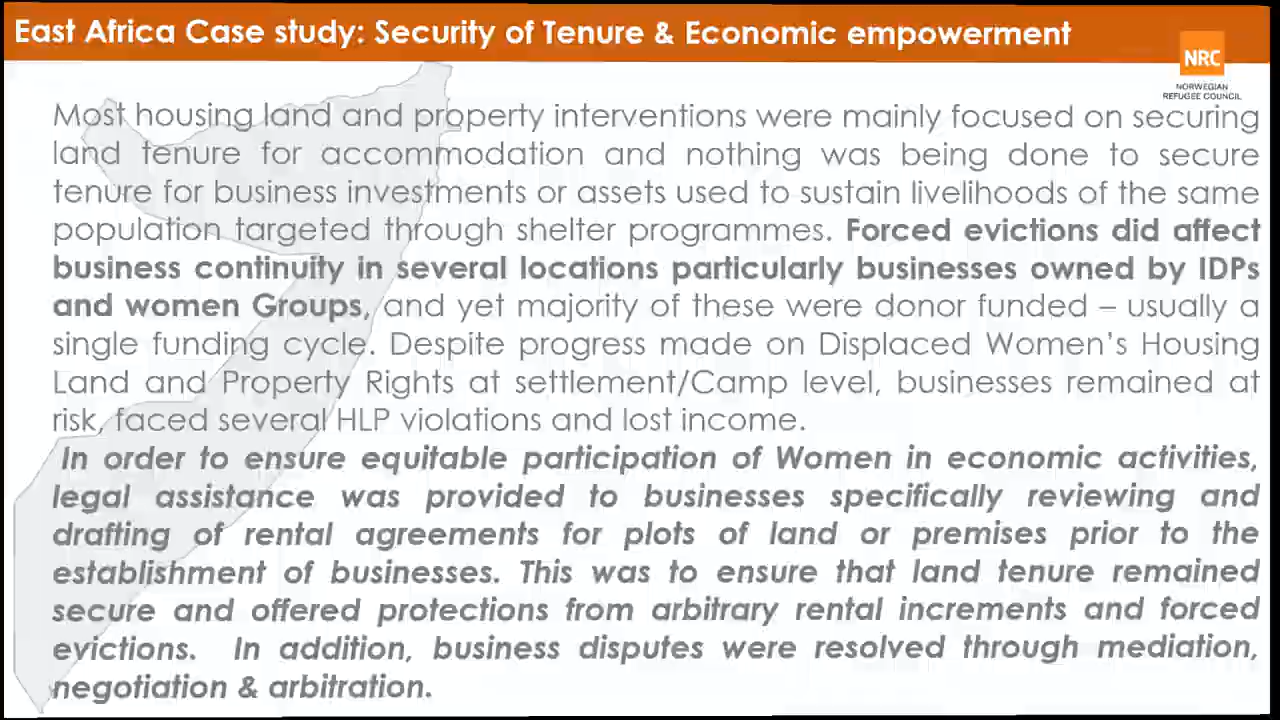 East Africa Case study: Security of Tenure & Economic empowerment
NRC
NORWEGIAN
REFUGEE COUNCIL
Most housing land and property interventions were mainly focused on securing
land tenure for accommodation and nothing was being done to secure
tenure for business investments or assets used to sustain livelihoods of the same
population targeted through shelter programmes. Forced evictions did affect
business continuity in several locations particularly businesses owned by IDPs
and women Groups, and yet majority of these were donor funded – usually a
single funding cycle. Despite progress made on Displaced Women’s Housing
Land and Property Rights at settlement/Camp level, businesses remained at
risk, faced several HLP violations and lost income.
In order to ensure equitable participation of Women in economic activities,
legal assistance was provided to businesses specifically reviewing and
drafting of rental agreements for plots of land or premises prior to the
establishment of businesses. This was to ensure that land tenure remained
secure and offered protections from arbitrary rental increments and forced
evictions. In addition, business disputes were resolved through mediation,
negotiation & arbitration.